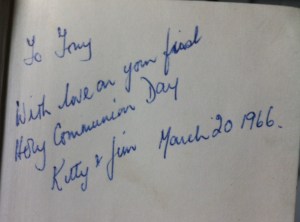 To Tony
With love on your first
Holy Communion Day
Kitty & Jim March 20 1966.